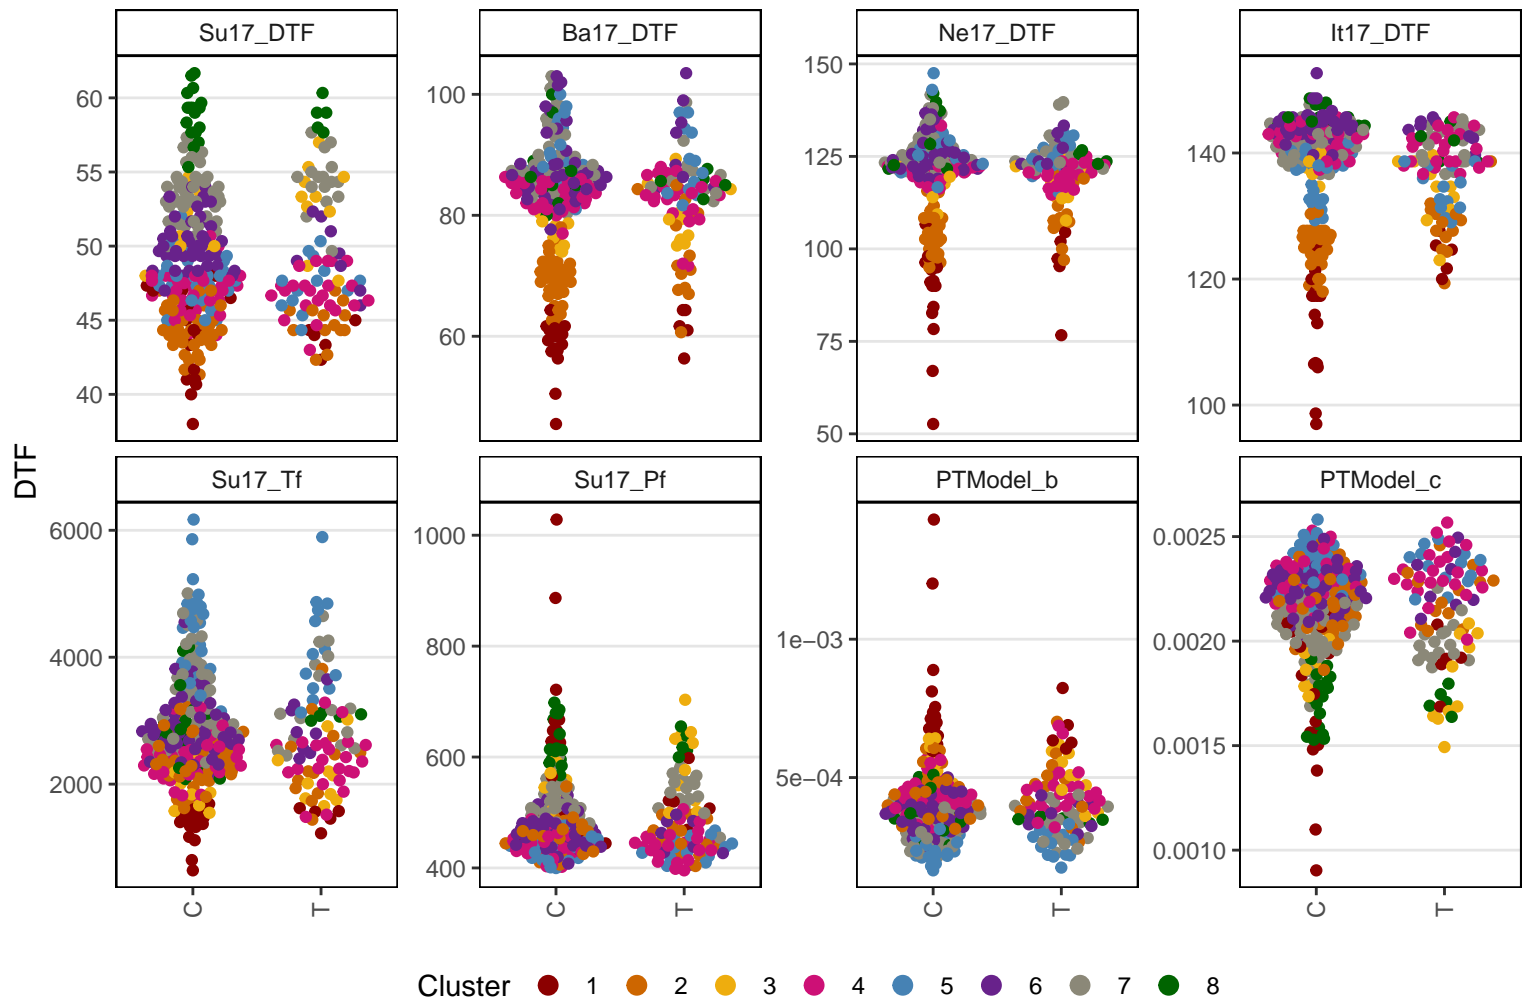 Su17_DTF Ba17_DTF Ne17_DTF It17_DTF
60 55 50 45 40
100 80 60
150 125 100 75 50
140 120 100
DTF
Su17_Tf Su17_Pf PTModel_b PTModel_c
6000 4000 2000
1000 800 600 400
1e−03 5e−04
0.0025 0.0020 0.0015 0.0010
C T C T C T C T
Cluster 1 2 3 4 5 6 7 8